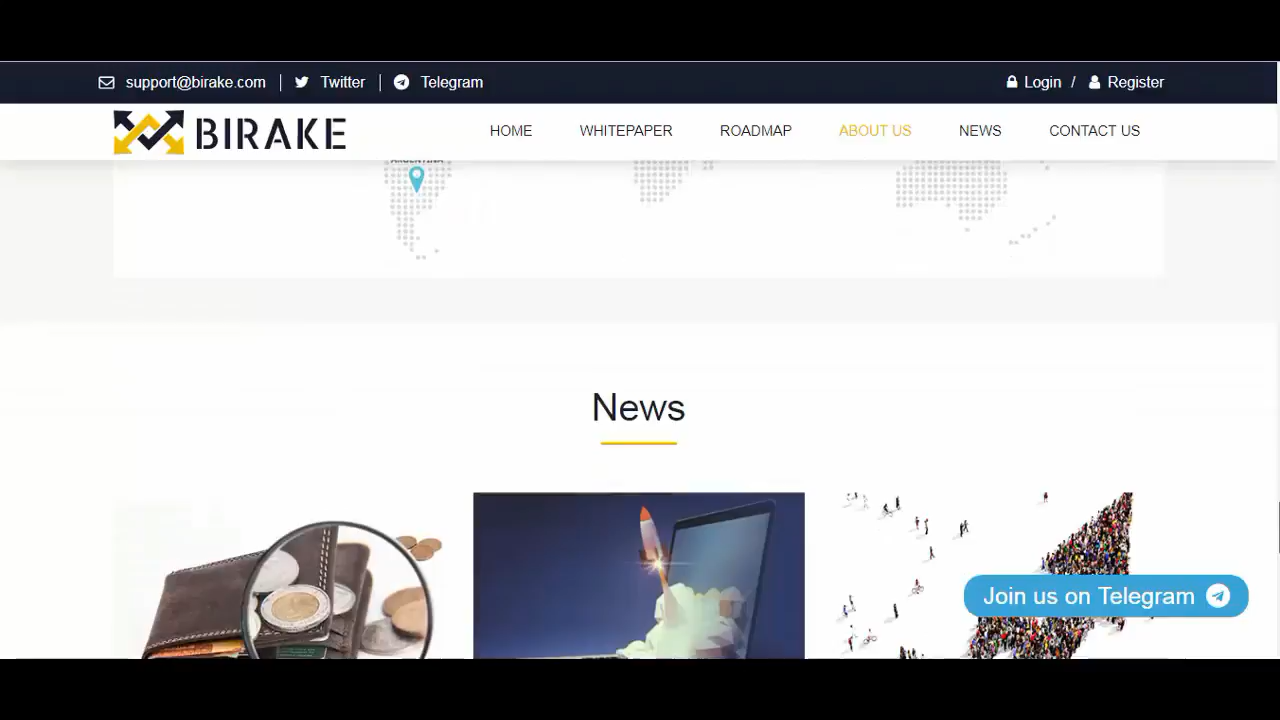 support@birake.com | Twitter | Telegram
Login / Register
BIRAKE
HOME WHITEPAPER ROADMAP ABOUT US NEWS CONTACT US
ARGENTINA
News
Join us on Telegram